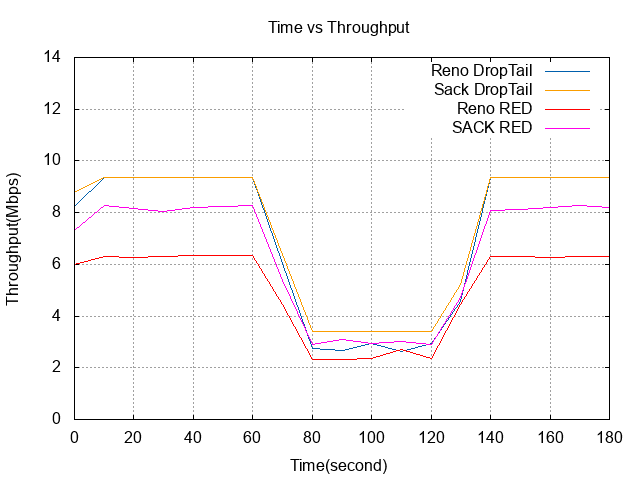 Time vs Throughput
Throughput(Mbps)
14
12
10
8
6
4
2
0
Reno DropTail
Sack DropTail
Reno RED
SACK RED
0 20 40 60 80 100 120 140 160 180
Time(second)